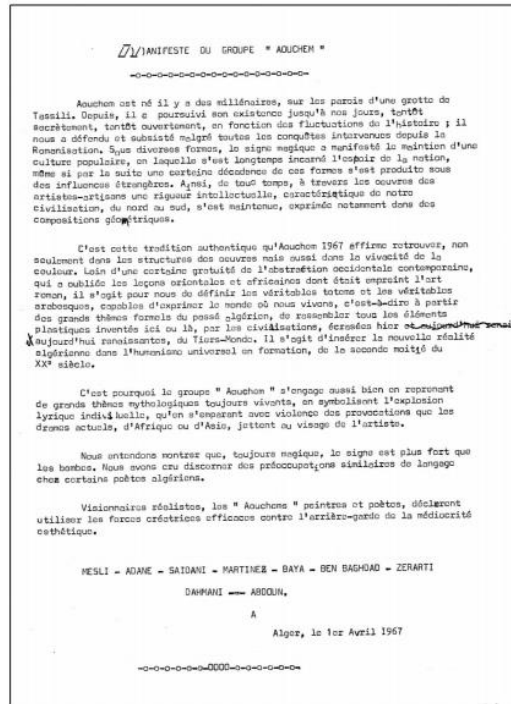 MANIFESTE DU GROUPE " AOUCHEM "
-o-o-o-o-o-o-o-o-o-o-o-o-o-o-o-o-o-o-
Aouchem est né il y a des millénaires, sur les parois d'une grotte de
Tassili. Depuis, il a poursuivi son existence jusqu'à nos jours, tantôt
secrètement, tantôt ouvertement, en fonction des fluctuations de l'histoire ; il
nous a défendu et subsisté malgré toutes les conquêtes intervenues depuis la
Romanisation. Sous diverses formes, le signe magique a manifesté le maintien d'une
culture populaire, en laquelle s'est longtemps incarné l'espoir de la nation,
même si par la suite une certaine décadence de ces formes s'est produite sous
des influences étrangères. Ainsi, de tous temps, à travers les oeuvres des
artistes-artisans une rigueur intellectuelle, caractéristique de notre
civilisation, du nord au sud, s'est maintenue, exprimée notamment dans des
compositions géométriques.
C'est cette tradition authentique qu'Aouchem 1967 affirme retrouver, non
seulement dans les structures des oeuvres mais aussi dans la vivacité de la
couleur. Loin d'une certaine gratuité de l'abstraction occidentale contemporaine,
qui a oubliée les leçons orientales et africaines dont était empreint l'art
roman, il s'agit pour nous de définir les véritables totems et les véritables
arabesques, capables d'exprimer le monde où nous vivons, c'est-à-dire à partir
des grands thèmes formels du passé algérien, de rassembler tous les éléments
plastiques inventés ici ou là, par les civilisations, écrasées hier et aujourd'hui
aujourd'hui renaissantes, du Tiers-Monde. Il s'agit d'insérer la nouvelle réalité
algérienne dans l'humanisme universel en formation, de la seconde moitié du
XX° siècle.
C'est pourquoi le groupe " Aouchem " s'engage aussi bien en reprenant
de grands thèmes mythologiques toujours vivants, en symbolisant l'explosion
lyrique individuelle, qu'en s'emparant avec violence des provocations que les
drames actuels, d'Afrique ou d'Asie, jettent au visage de l'artiste.
Nous entendons montrer que, toujours magique, le signe est plus fort que
les bombes. Nous avons cru discerner des préoccupations similaires de langage
chez certains poètes algériens.
Visionnaires réalistes, les " Aouchems " peintres et poètes, déclarent
utiliser les forces créatrices efficaces contre l'arrière-garde de la médiocrité
esthétique.
MESLI - ADANE - SAIDANI - MARTINEZ - BAYA - BEN BAGHDAD - ZERARTI
DAHMANI --- ABDOUN.
A
Alger, le 1er Avril 1967
-o-o-o-o-o-o-oOOOo-o-o-o-o-o-o-o-